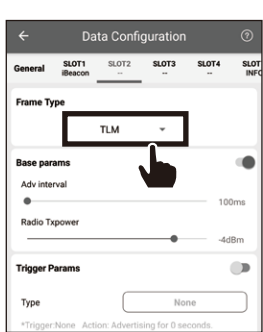 Data Configuration
General SLOT1 SLOT2 SLOT3 SLOT4 SLOT
iBeacon -- -- -- INFO
Frame Type
TLM
Base params
Adv interval
100ms
Radio Txpower
-4dBm
Trigger Params
Type None
*Trigger:None Action: Advertising for 0 seconds.